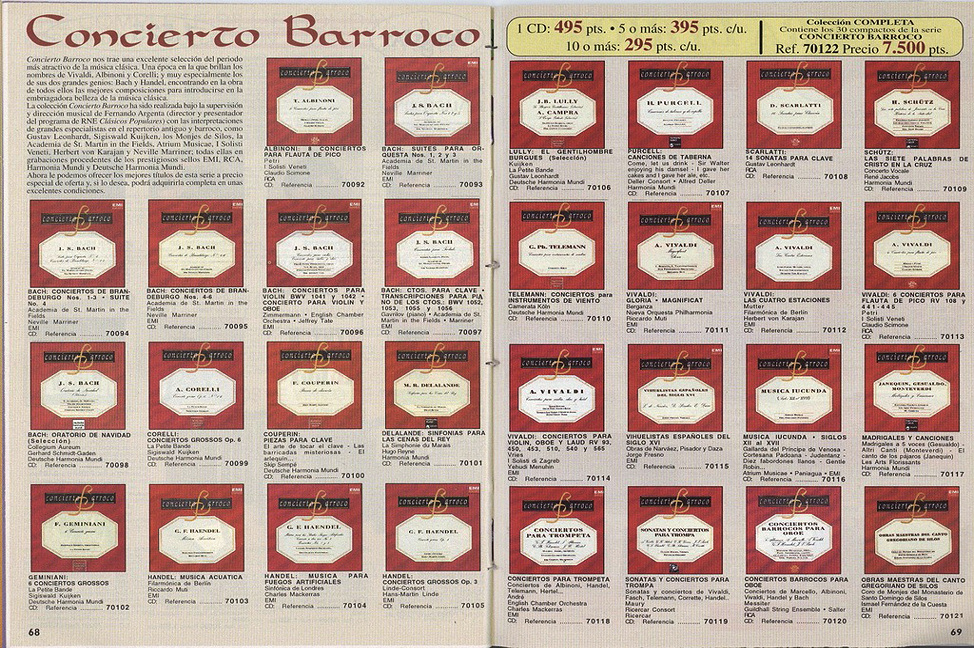 Concierto Barroco
Concierto Barroco nos trae una excelente selección del periodo
más atractivo de la música clásica. Una época en la que brillan los
nombres de Vivaldi, Albinoni y Corelli; y muy especialmente los
de sus dos grandes genios: Bach y Handel, encontrando en la obra
de todos ellos las mejores composiciones para introducirse en la
embriagadora belleza de la música clásica.
La colección Concierto Barroco ha sido realizada bajo la supervisión
y dirección musical de Fernando Argenta (director y presentador
del programa de RNE Clásicos Populares) con las interpretaciones
de grandes especialistas en el repertorio antiguo y barroco, como
Gustav Leonhardt, Sigiswald Kuijken, los Monjes de Silos, la
Academia de St. Martin in the Fields, Atrium Musicae, I Solisti
Veneti, Herbert von Karajan y Neville Marriner; todas ellas en
grabaciones procedentes de los prestigiosos sellos EMI, RCA,
Harmonia Mundi y Deutsche Harmonia Mundi.
Ahora le podemos ofrecer los mejores títulos de esta serie a precio
especial de oferta y, si lo desea, podrá adquirirla completa en unas
excelentes condiciones.
ALBINONI: 8 CONCIERTOS
PARA FLAUTA DE PICO
Petri
I Solisti Veneti
Claudio Scimone
RCA
CD: Referencia 70092
BACH: SUITES PARA OR-
QUESTA Nos. 1, 2 y 3
Academia de St. Martin in the
Fields
Neville Marriner
EMI
CD: Referencia 70093
BACH: CONCIERTOS DE BRAN-
DEBURGO Nos. 1-3 • SUITE
No. 4
Academia de St. Martin in the
Fields
Neville Marriner
EMI
CD: Referencia 70094
BACH: CONCIERTOS DE BRAN-
DEBURGO Nos. 4-6
Academia de St. Martin in the
Fields
Neville Marriner
EMI
CD: Referencia 70095
BACH: CONCIERTOS PARA
VIOLIN BWV 1041 y 1042 •
CONCIERTO PARA VIOLIN Y
OBOE
Zimmermann • English Chamber
Orchestra • Jeffrey Tate
EMI
CD: Referencia 70096
BACH: CTOS. PARA CLAVE •
TRANSCRIPCIONES PARA PIA-
NO DE LOS CTOS.: BWV 1052,
1053, 1055 y 1056
Gavrilov (piano) • Academia de St.
Martin in the Fields • Marriner
EMI
CD: Referencia 70097
BACH: ORATORIO DE NAVIDAD
(Selección)
Collegium Aureum
Gerhard Schmidt-Gaden
Deutsche Harmonia Mundi
CD: Referencia 70098
CORELLI:
CONCIERTOS GROSSOS Op. 6
La Petite Bande
Sigiswald Kuijken
Deutsche Harmonia Mundi
CD: Referencia 70099
COUPERIN:
PIEZAS PARA CLAVE
El arte de tocar el clave - Las
barricadas misteriosas - El
arlequín...
Skip Sempé
Deutsche Harmonia Mundi
CD: Referencia 70100
DELALANDE: SINFONIAS PARA
LAS CENAS DEL REY
La Simphonie du Marais
Hugo Reyne
Harmonia Mundi
CD: Referencia 70101
GEMINIANI:
6 CONCIERTOS GROSSOS
La Petite Bande
Sigiswald Kuijken
Deutsche Harmonia Mundi
CD: Referencia 70102
HANDEL: MUSICA ACUATICA
Filarmónica de Berlín
Riccardo Muti
EMI
CD: Referencia 70103
HANDEL: MUSICA PARA
FUEGOS ARTIFICIALES
Sinfónica de Londres
Charles Mackerras
EMI
CD: Referencia 70104
HANDEL:
CONCIERTOS GROSSOS Op. 3
Linde-Consort
Hans-Martin Linde
EMI
CD: Referencia 70105
68
1 CD: 495 pts. • 5 o más: 395 pts. c/u.
10 o más: 295 pts. c/u.
Colección COMPLETA
Contiene los 30 compactos de la serie
CONCIERTO BARROCO
Ref. 70122 Precio 7.500 pts.
LULLY: EL GENTILHOMBRE
BURGUES (Selección)
Kuijken
La Petite Bande
Gustav Leonhardt
Deutsche Harmonia Mundi
CD: Referencia 70106
PURCELL:
CANCIONES DE TABERNA
Come, let us drink - Sir Walter
enjoying his damsel - I gave her
cakes and I gave her ale, etc.
Deller Consort • Alfred Deller
Harmonia Mundi
CD: Referencia 70107
SCARLATTI:
14 SONATAS PARA CLAVE
Gustav Leonhardt
RCA
CD: Referencia 70108
SCHÜTZ:
LAS SIETE PALABRAS DE
CRISTO EN LA CRUZ
Concerto Vocale
René Jacobs
Harmonia Mundi
CD: Referencia 70109
TELEMANN: CONCIERTOS para
INSTRUMENTOS DE VIENTO
Camerata Köln
Deutsche Harmonia Mundi
CD: Referencia 70110
VIVALDI:
GLORIA • MAGNIFICAT
Berganza
Nueva Orquesta Philharmonia
Riccardo Muti
EMI
CD: Referencia 70111
VIVALDI:
LAS CUATRO ESTACIONES
Mutter
Filarmónica de Berlín
Herbert von Karajan
EMI
CD: Referencia 70112
VIVALDI: 6 CONCIERTOS PARA
FLAUTA DE PICO RV 108 y
441-445
Petri
I Solisti Veneti
Claudio Scimone
RCA
CD: Referencia 70113
VIVALDI: CONCIERTOS PARA
VIOLIN, OBOE Y LAUD RV 93,
450, 453, 510, 540 y 565
Vries
I Solisti di Zagreb
Yehudi Menuhin
EMI
CD: Referencia 70114
VIHUELISTAS ESPAÑOLES DEL
SIGLO XVI
Obras de Narváez, Pisador y Daza
Jorge Fresno
EMI
CD: Referencia 70115
MUSICA IUCUNDA • SIGLOS
XII al XVII
Gallarda del Príncipe de Venosa -
Cortesana Padoana - Judentanz -
Diez abordones llanos - Gentle
Robin...
Atrium Musicae • Paniagua • EMI
CD: Referencia 70116
MADRIGALES Y CANCIONES
Madrigales a 5 voces (Gesualdo) -
Altri Canti (Monteverdi) - El
canto de los pájaros (Janequin)
Les Arts Florissants
Harmonia Mundi
CD: Referencia 70117
CONCIERTOS PARA TROMPETA
Conciertos de Albinoni, Handel,
Telemann, Hertel...
André
English Chamber Orchestra
Charles Mackerras
EMI
CD: Referencia 70118
SONATAS Y CONCIERTOS PARA
TROMPA
Sonatas y conciertos de Vivaldi,
Fasch, Telemann, Corrette, Handel...
Maury
Ricercar Consort
Ricercar
CD: Referencia 70119
CONCIERTOS BARROCOS PARA
OBOE
Conciertos de Marcello, Albinoni,
Vivaldi, Handel y Bach
Messiter
Guildhall String Ensemble • Salter
RCA
CD: Referencia 70120
OBRAS MAESTRAS DEL CANTO
GREGORIANO DE SILOS
Coro de Monjes del Monasterio de
Santo Domingo de Silos
Ismael Fernández de la Cuesta
EMI
CD: Referencia 70121
69